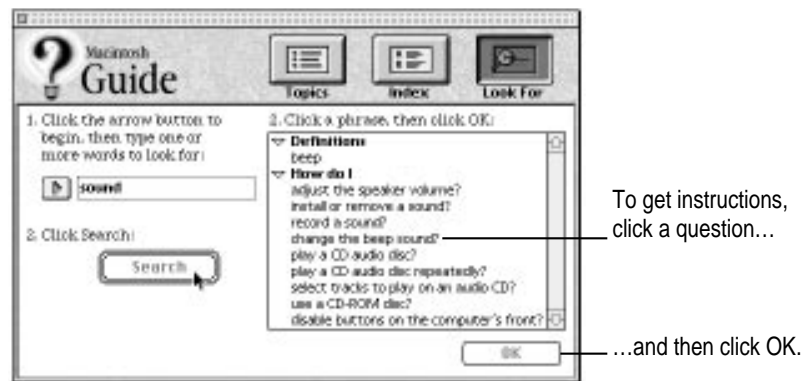 Macintosh
Guide
Topics
Index
Look For
1. Click the arrow button to
begin, then type one or
more words to look for:
sound
2. Click Search:
Search
3. Click a phrase, then click OK:
Definitions
beep
How do I
adjust the speaker volume?
install or remove a sound?
record a sound?
change the beep sound?
play a CD audio disc?
play a CD audio disc repeatedly?
select tracks to play on an audio CD?
use a CD-ROM disc?
disable buttons on the computer's front?
OK
To get instructions,
click a question…
…and then click OK.